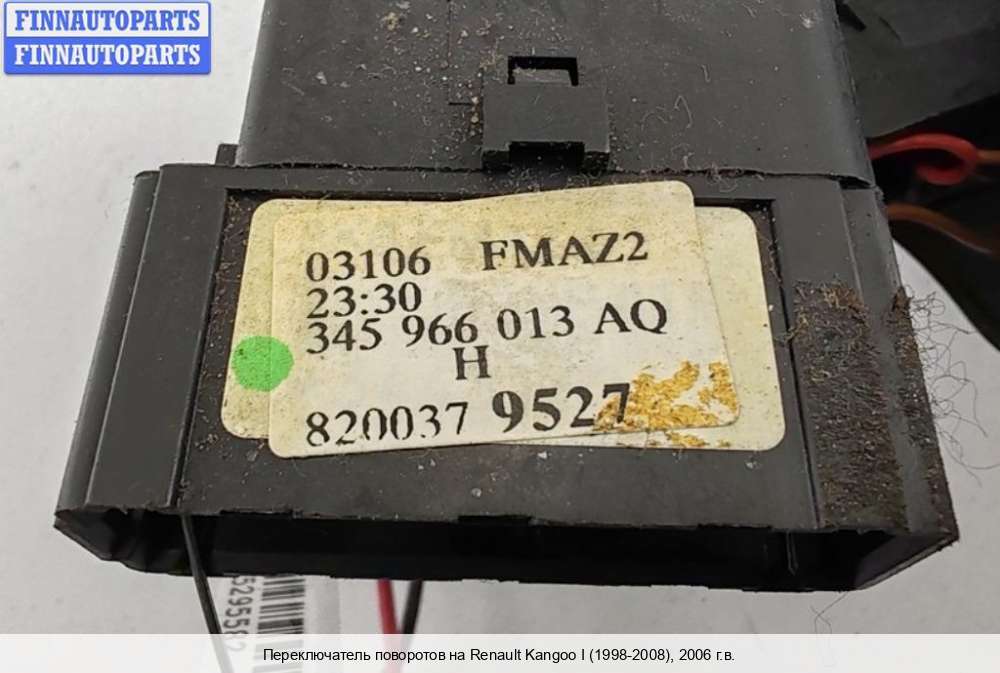 FINNAUTOPARTS
FINNAUTOPARTS
03106 FMAZ2
23:30
345 966 013 AQ
H
820037 9527
5295582
Переключатель поворотов на Renault Kangoo I (1998-2008), 2006 г.в.